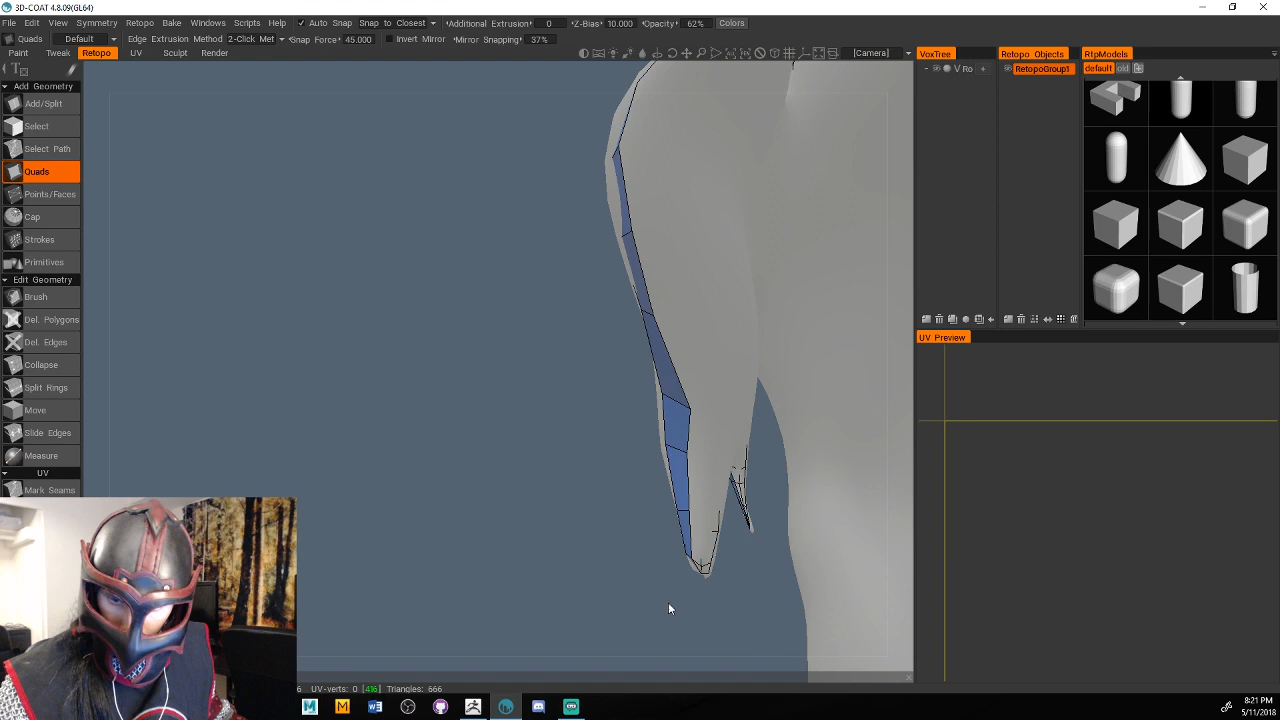 3D-COAT 4.8.09(GL64)
File Edit View Symmetry Retopo Bake Windows Scripts Help Auto Snap Snap to Closest Additional Extrusion 0 Z-Bias 10.000 Opacity 62% Colors
Quads Default Edge Extrusion Method 2-Click Met Snap Force 45.000 Invert Mirror Mirror Snapping 37%
Paint Tweak Retopo UV Sculpt Render [Camera] VoxTree Retopo Objects RtpModels
V Ro + RetopoGroup1 default old
Add Geometry
Add/Split
Select
Select Path
Quads
Points/Faces
Cap
Strokes
Primitives
Edit Geometry
Brush
Del. Polygons
Del. Edges
Collapse
Split Rings
Move
Slide Edges
Measure
UV
Mark Seams
UV Preview
6 UV-verts: 0 [416] Triangles: 666
8:21 PM
5/11/2018